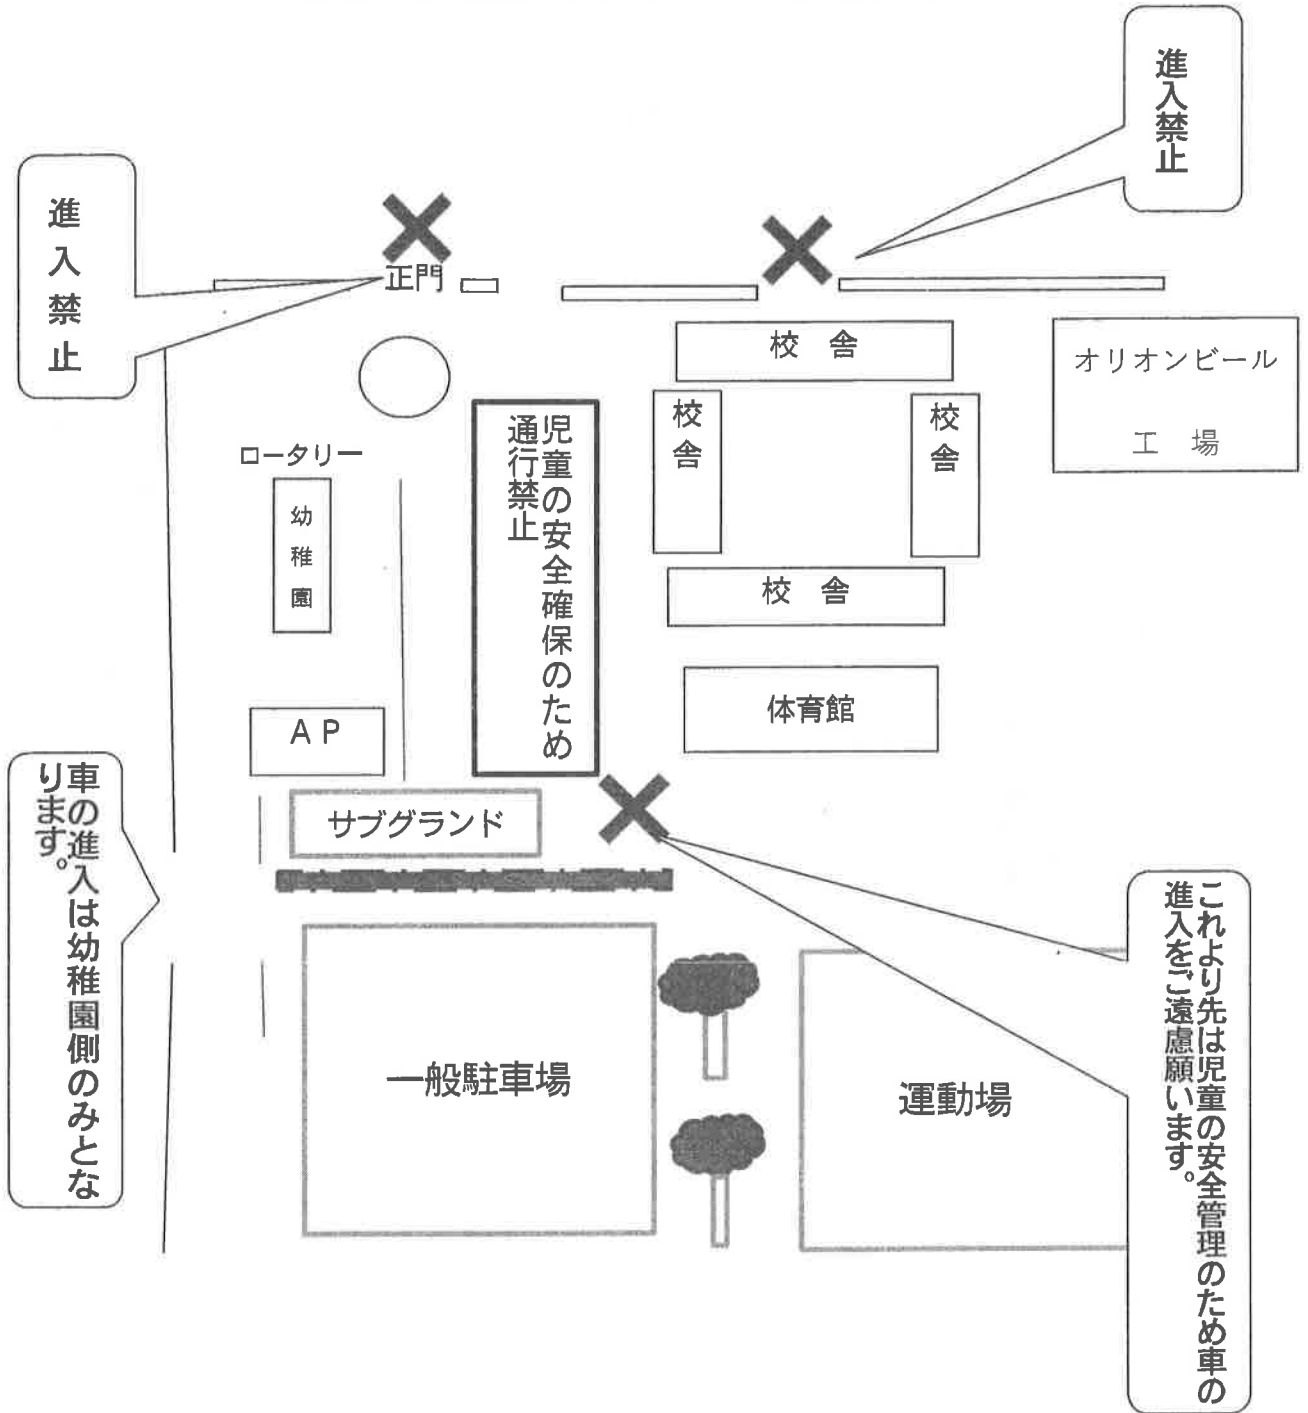 進入禁止
進入禁止
正門
校舎
オリオンビール
工場
校舎
校舎
児童の安全確保のため
通行禁止
ロータリー
幼稚園
校舎
体育館
AP
サブグランド
車の進入は幼稚園側のみとな
ります。
これより先は児童の安全管理のため車の
進入をご遠慮願います。
一般駐車場
運動場